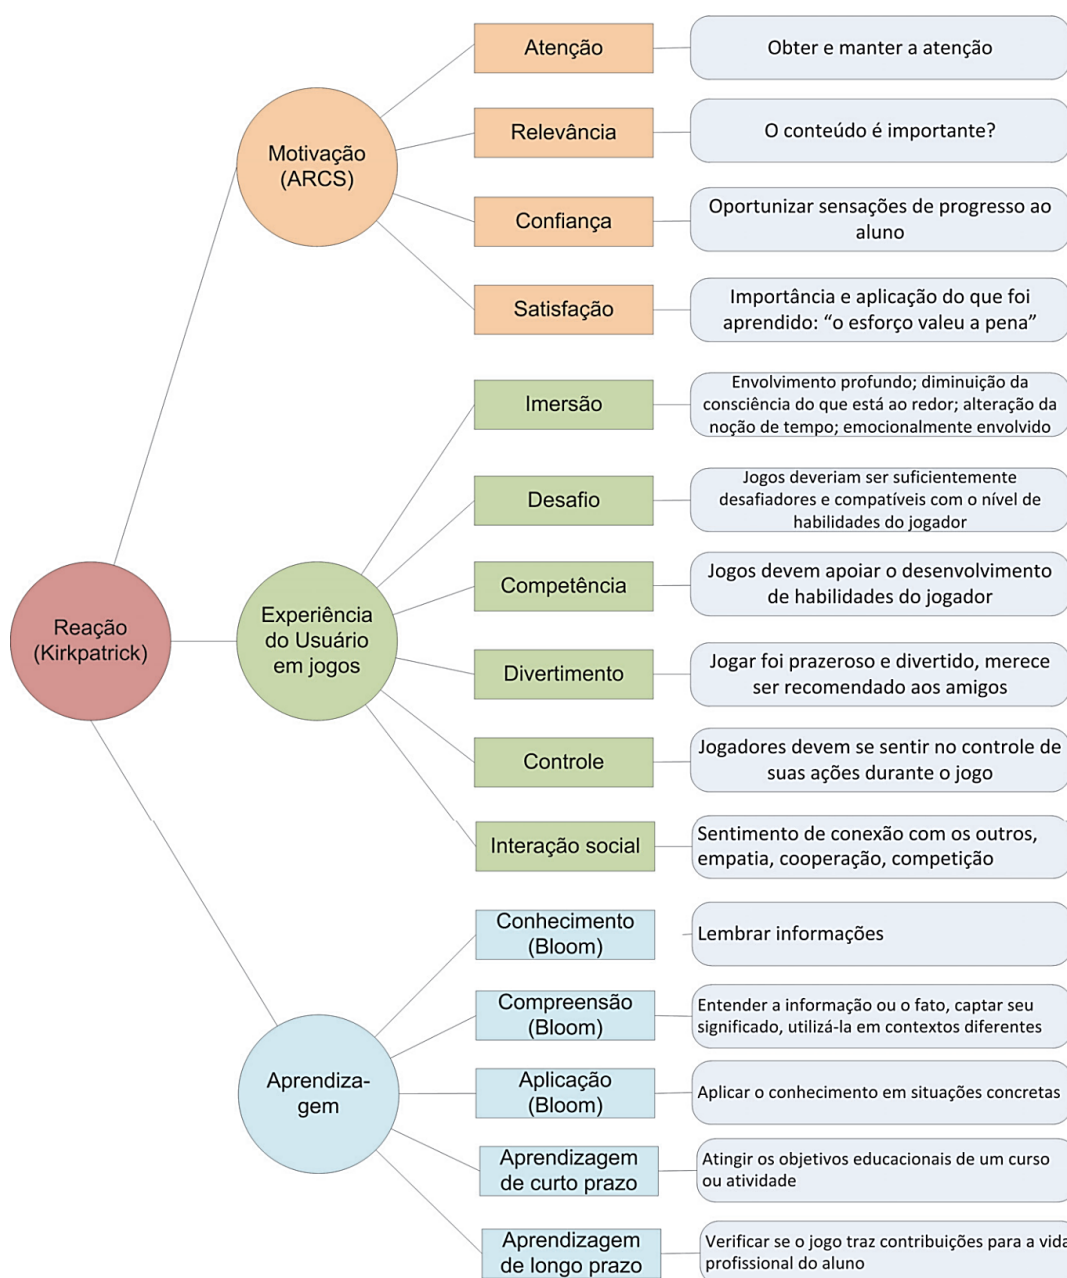 Reação
(Kirkpatrick)
Motivação
(ARCS)
Atenção
Obter e manter a atenção
Relevância
O conteúdo é importante?
Confiança
Oportunizar sensações de progresso ao
aluno
Satisfação
Importância e aplicação do que foi
aprendido: “o esforço valeu a pena”
Experiência
do Usuário
em jogos
Imersão
Envolvimento profundo; diminuição da
consciência do que está ao redor; alteração da
noção de tempo; emocionalmente envolvido
Desafio
Jogos deveriam ser suficientemente
desafiadores e compatíveis com o nível de
habilidades do jogador
Competência
Jogos devem apoiar o desenvolvimento
de habilidades do jogador
Divertimento
Jogar foi prazeroso e divertido, merece
ser recomendado aos amigos
Controle
Jogadores devem se sentir no controle de
suas ações durante o jogo
Interação social
Sentimento de conexão com os outros,
empatia, cooperação, competição
Aprendiza-
gem
Conhecimento
(Bloom)
Lembrar informações
Compreensão
(Bloom)
Entender a informação ou o fato, captar seu
significado, utilizá-la em contextos diferentes
Aplicação
(Bloom)
Aplicar o conhecimento em situações concretas
Aprendizagem
de curto prazo
Atingir os objetivos educacionais de um curso
ou atividade
Aprendizagem
de longo prazo
Verificar se o jogo traz contribuições para a vida
profissional do aluno